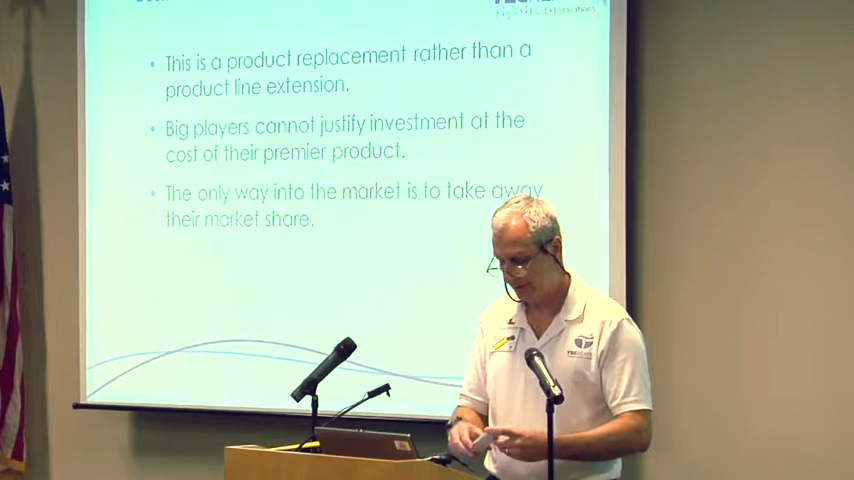 • This is a product replacement rather than a
product line extension.
• Big players cannot justify investment at the
cost of their premier product.
• The only way into the market is to take away
their market share.